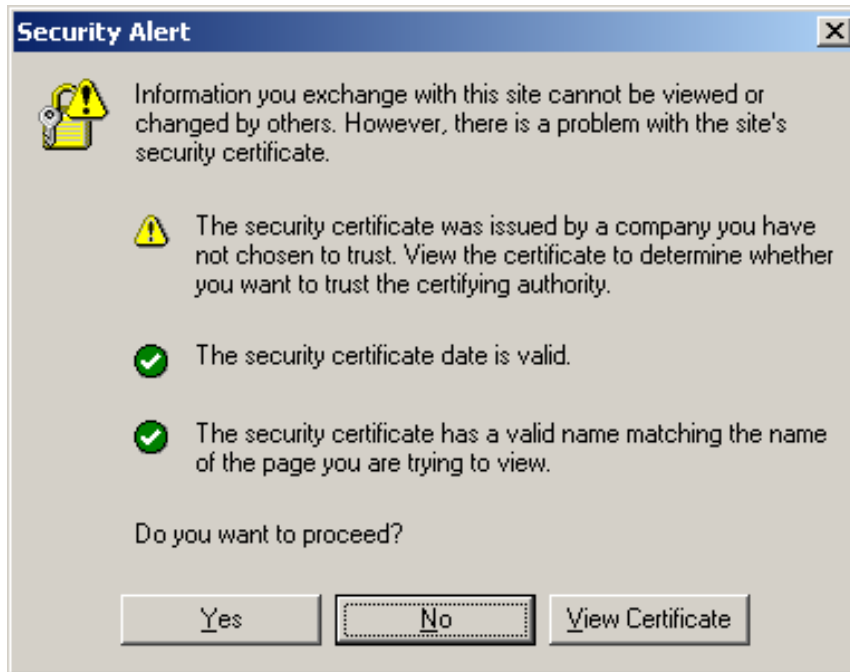 Security Alert
Information you exchange with this site cannot be viewed or
changed by others. However, there is a problem with the site's
security certificate.
The security certificate was issued by a company you have
not chosen to trust. View the certificate to determine whether
you want to trust the certifying authority.
The security certificate date is valid.
The security certificate has a valid name matching the name
of the page you are trying to view.
Do you want to proceed?
Yes No View Certificate